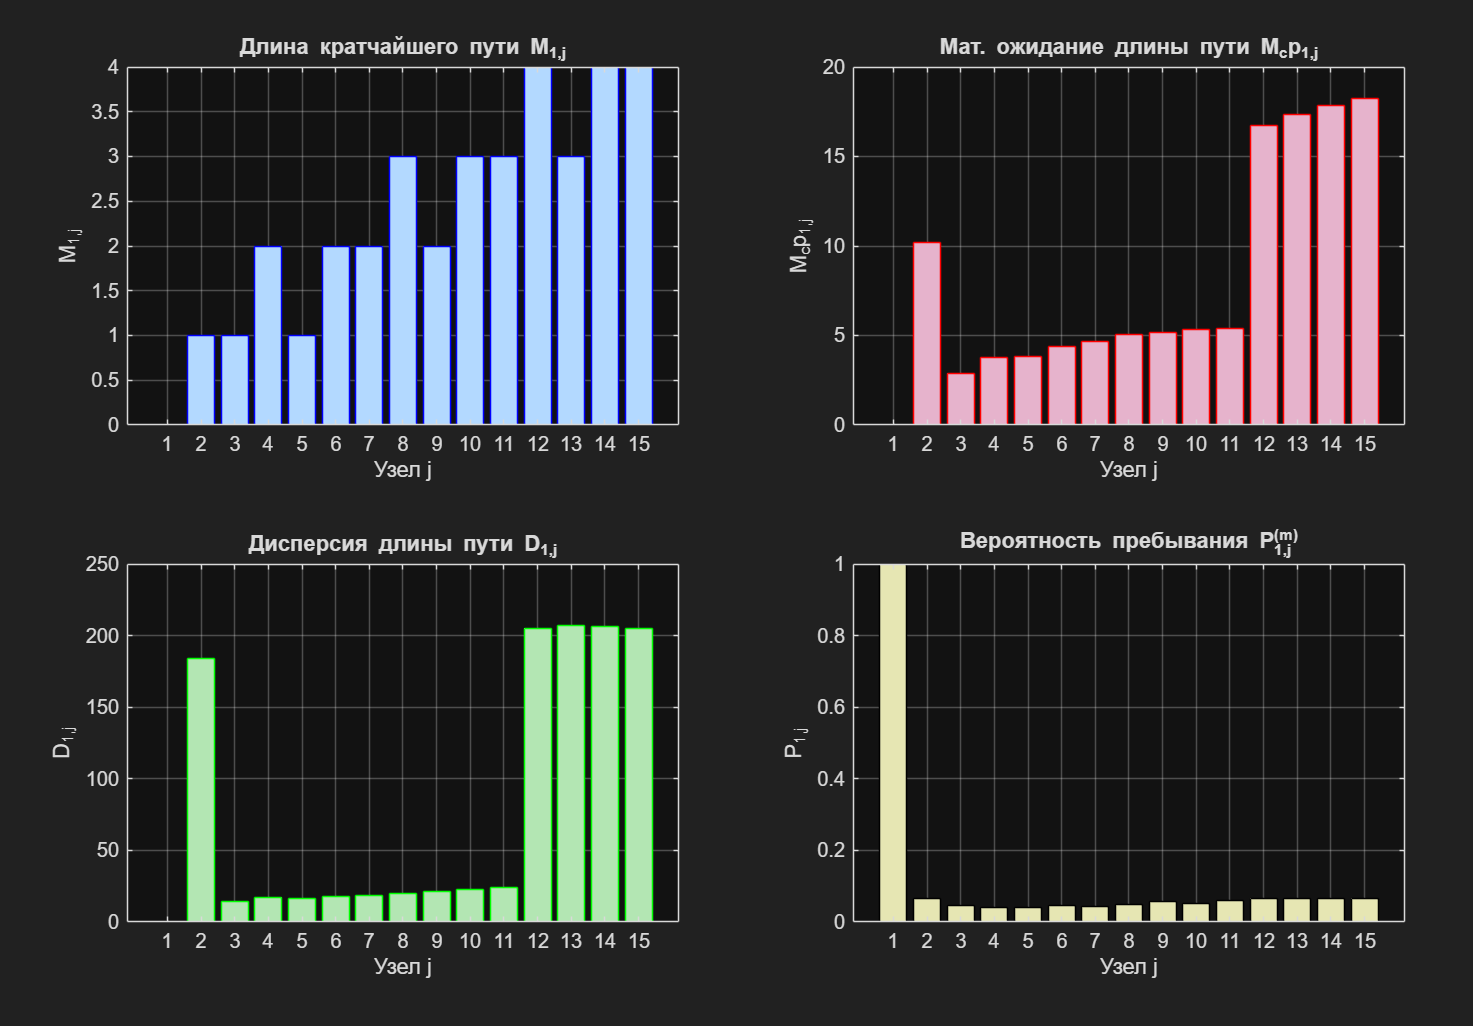 Длина кратчайшего пути M1,j
4
3.5
3
2.5
2
1.5
1
0.5
0
M1,j
1 2 3 4 5 6 7 8 9 10 11 12 13 14 15
Узел j
Мат. ожидание длины пути Mcp1,j
20
15
10
5
0
Mcp1,j
1 2 3 4 5 6 7 8 9 10 11 12 13 14 15
Узел j
Дисперсия длины пути D1,j
250
200
150
100
50
0
D1,j
1 2 3 4 5 6 7 8 9 10 11 12 13 14 15
Узел j
Вероятность пребывания P1,j(m)
1
0.8
0.6
0.4
0.2
0
P1,j
1 2 3 4 5 6 7 8 9 10 11 12 13 14 15
Узел j